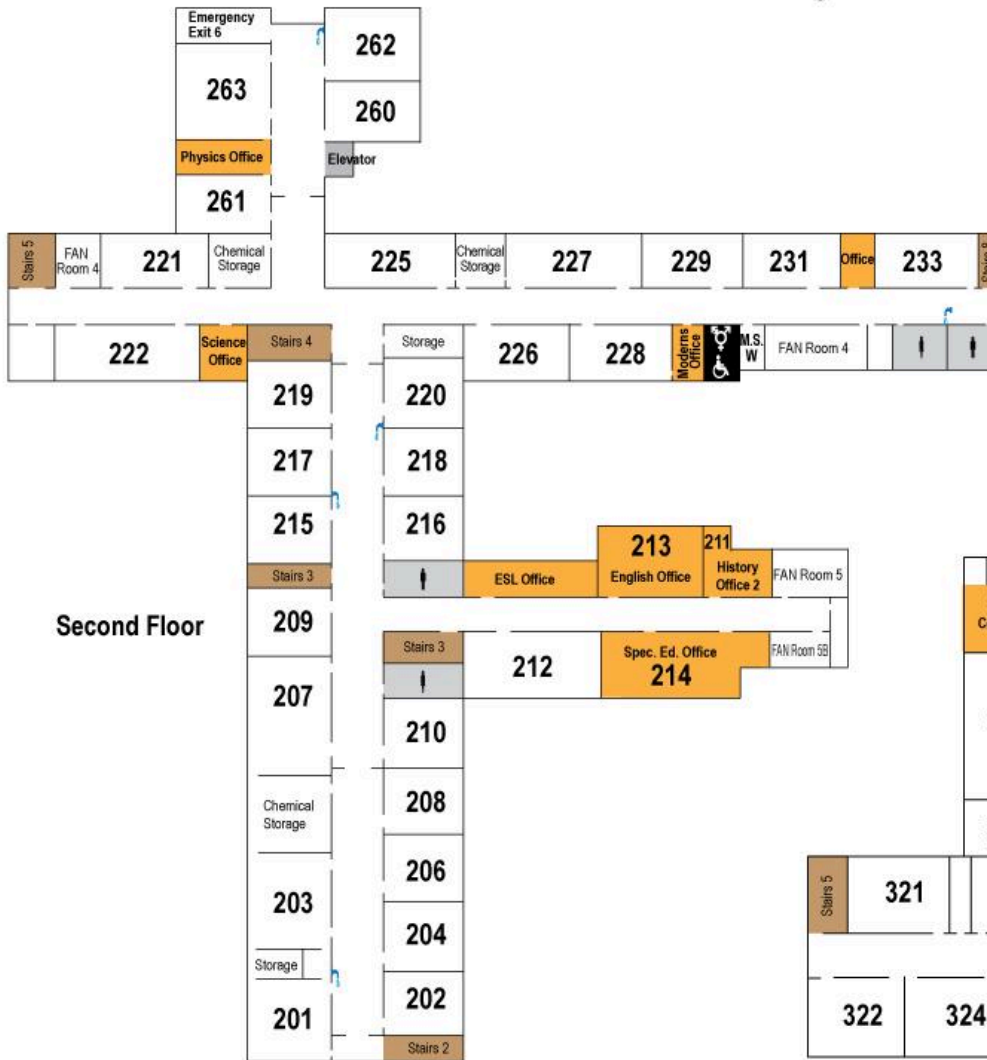 Emergency
Exit 6
262
263
260
Physics Office
Elevator
261
Stairs 5
FAN
Room 4
221
Chemical
Storage
225
Chemical
Storage
227
229
231
Office
233
222
Science
Office
Stairs 4
Storage
226
228
Moderns
Office
M.S.
W
FAN Room 4
219
220
217
218
215
216
213
English Office
211
History
Office 2
ESL Office
FAN Room 5
Stairs 3
Second Floor
209
Stairs 3
212
Spec. Ed. Office
214
FAN Room 5B
207
210
Chemical
Storage
208
206
203
204
Storage
202
201
Stairs 2
Stairs 5
321
322
324